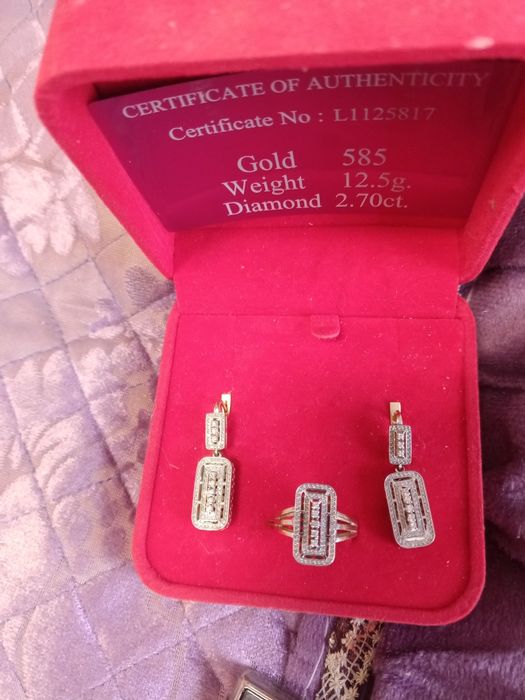 CERTIFICATE OF AUTHENTICITY
Certificate No : L1125817
Gold 585
Weight 12.5g.
Diamond 2.70ct.